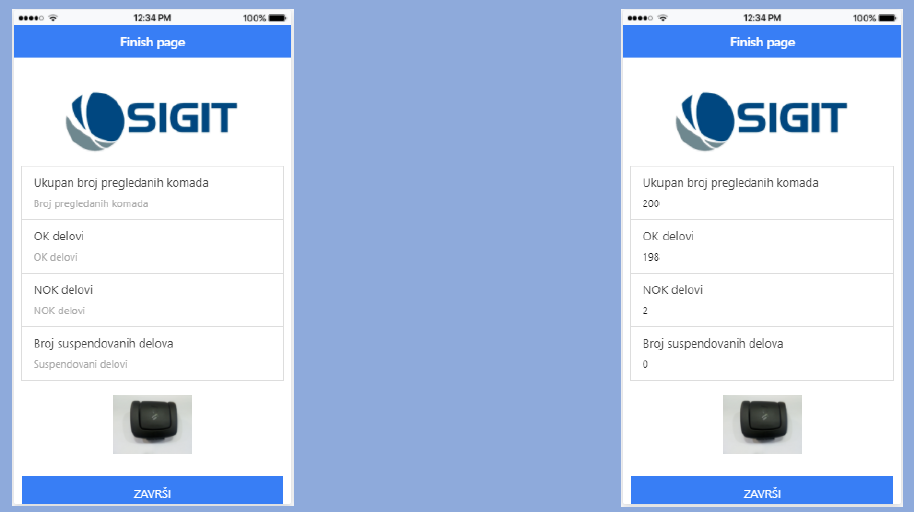 12:34 PM
100%
Finish page
SIGIT
Ukupan broj pregledanih komada
Broj pregledanih komada
OK delovi
OK delovi
NOK delovi
NOK delovi
Broj suspendovanih delova
Suspendovani delovi
ZAVRŠI
12:34 PM
100%
Finish page
SIGIT
Ukupan broj pregledanih komada
200
OK delovi
198
NOK delovi
2
Broj suspendovanih delova
0
ZAVRŠI